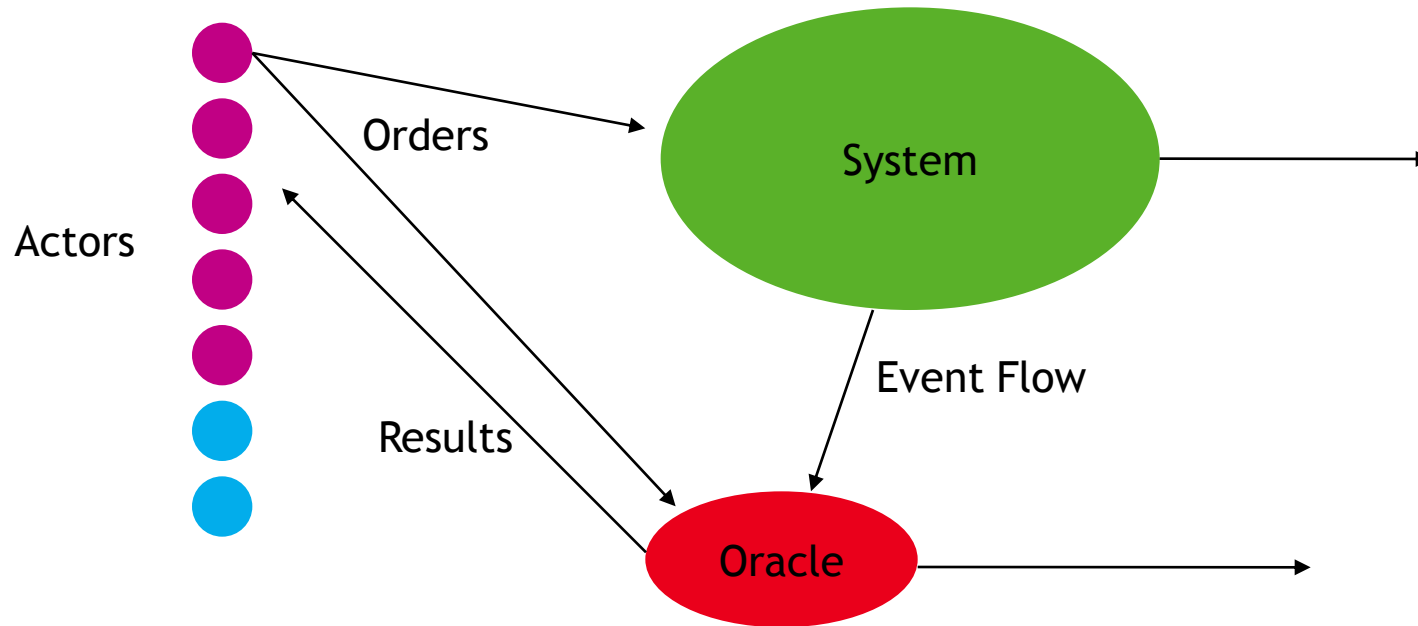 Orders
System
Actors
Event Flow
Results
Oracle